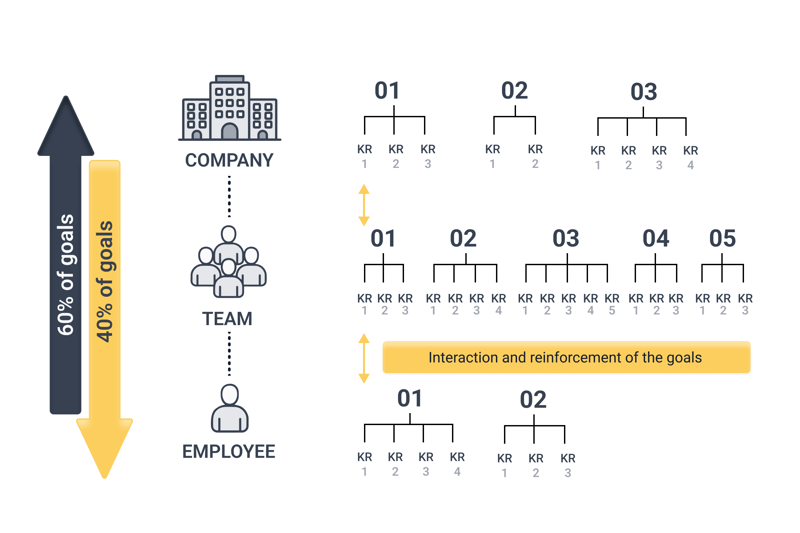 60% of goals
40% of goals
COMPANY
01 02 03
KR KR KR KR KR KR KR KR KR
1 2 3 1 2 1 2 3 4
TEAM
01 02 03 04 05
KR KR KR KR KR KR KR KR KR KR KR KR KR KR KR KR KR KR
1 2 3 1 2 3 4 1 2 3 4 5 1 2 3 1 2 3
Interaction and reinforcement of the goals
EMPLOYEE
01 02
KR KR KR KR KR KR KR
1 2 3 4 1 2 3